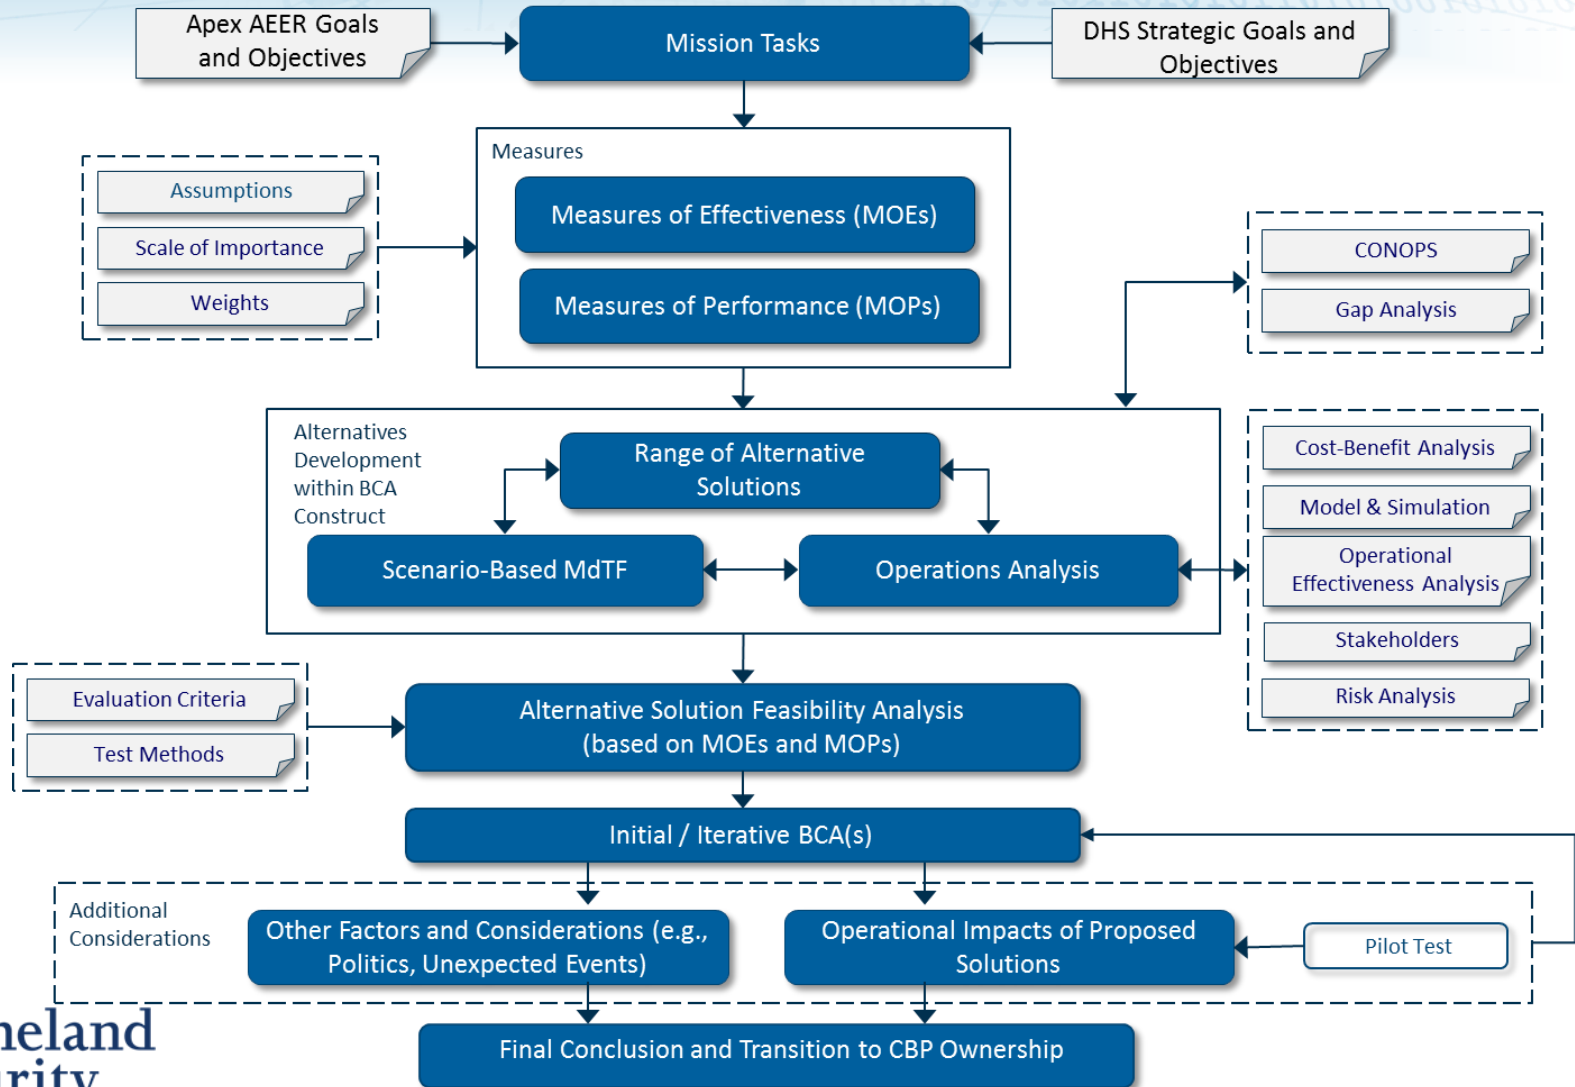 Apex AEER Goals
and Objectives
Mission Tasks
DHS Strategic Goals and
Objectives
Measures
Measures of Effectiveness (MOEs)
Measures of Performance (MOPs)
Assumptions
Scale of Importance
Weights
CONOPS
Gap Analysis
Alternatives
Development
within BCA
Construct
Range of Alternative
Solutions
Scenario-Based MdTF
Operations Analysis
Cost-Benefit Analysis
Model & Simulation
Operational
Effectiveness Analysis
Stakeholders
Risk Analysis
Evaluation Criteria
Test Methods
Alternative Solution Feasibility Analysis
(based on MOEs and MOPs)
Initial / Iterative BCA(s)
Additional
Considerations
Other Factors and Considerations (e.g.,
Politics, Unexpected Events)
Operational Impacts of Proposed
Solutions
Pilot Test
Final Conclusion and Transition to CBP Ownership
neland
urity